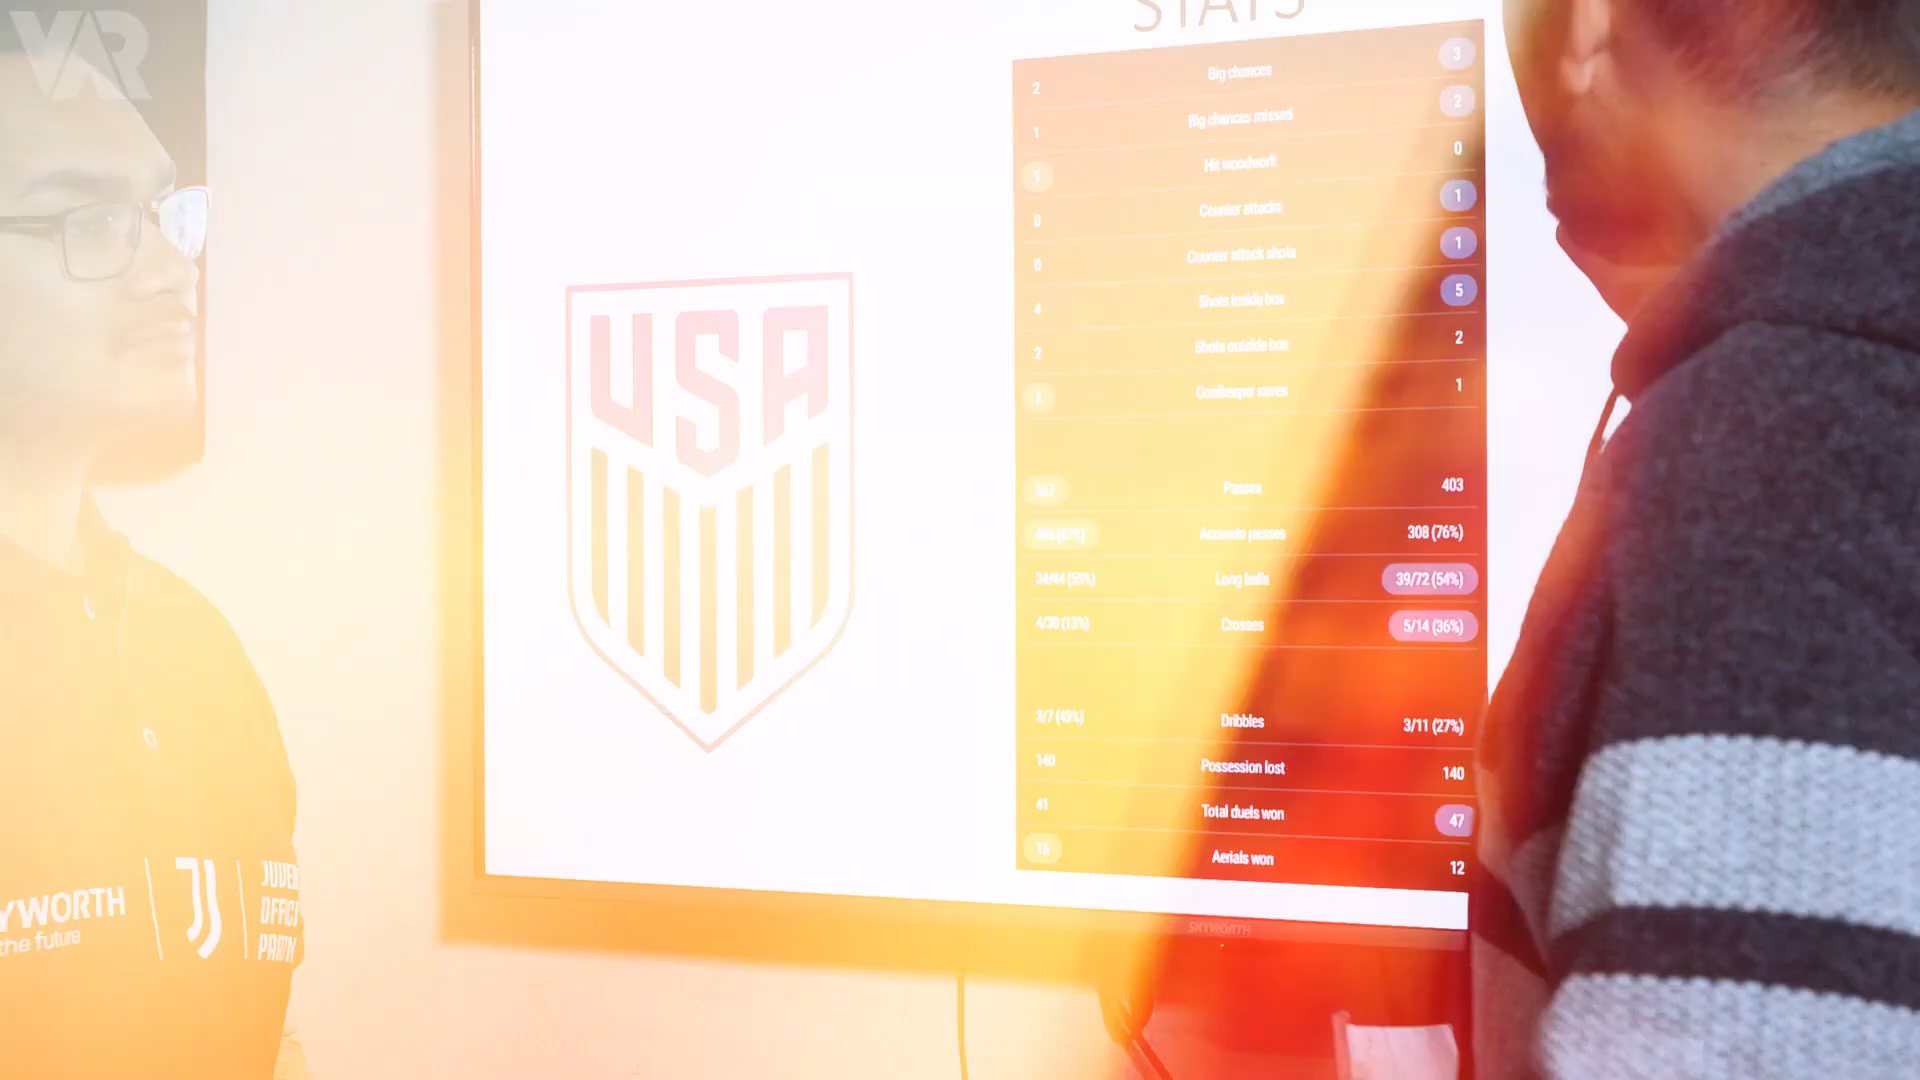 VAR
STATS
2 Big chances 3
1 Big chances missed 2
1 Hit woodwork 0
0 Counter attacks 1
0 Counter attack shots 1
4 Shots inside box 5
2 Shots outside box 2
Goalkeeper saves 1
Passes 403
Accurate passes 308 (76%)
24/44 (55%) Long balls 39/72 (54%)
4/30 (13%) Crosses 5/14 (36%)
3/7 (43%) Dribbles 3/11 (27%)
140 Possession lost 140
41 Total duels won 47
15 Aerials won 12
USA
SKYWORTH
YWORTH
the future
JUVEN
OFFICI
PARTN